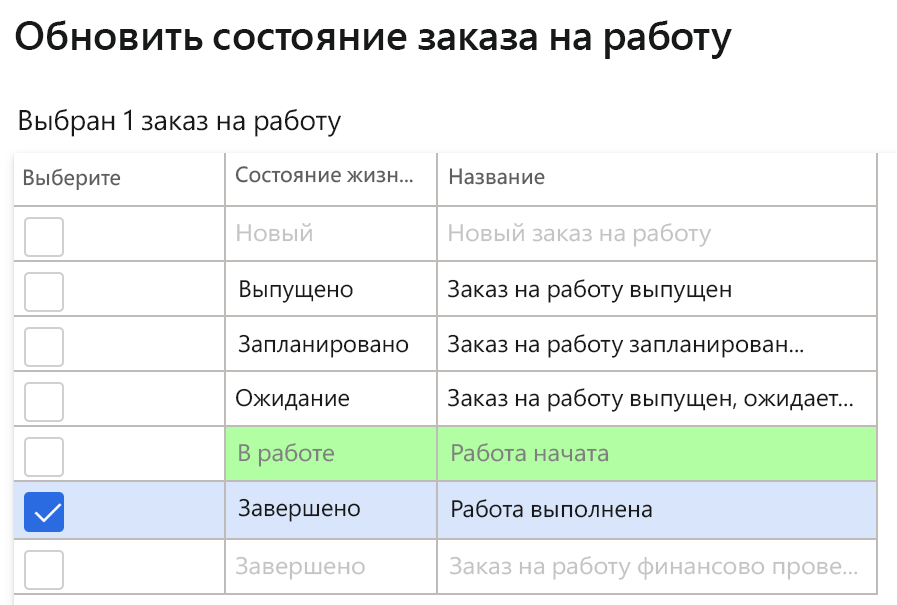 Обновить состояние заказа на работу
Выбран 1 заказ на работу
Выберите Состояние жизн... Название
Новый Новый заказ на работу
Выпущено Заказ на работу выпущен
Запланировано Заказ на работу запланирован...
Ожидание Заказ на работу выпущен, ожидает...
В работе Работа начата
Завершено Работа выполнена
Завершено Заказ на работу финансово прове...